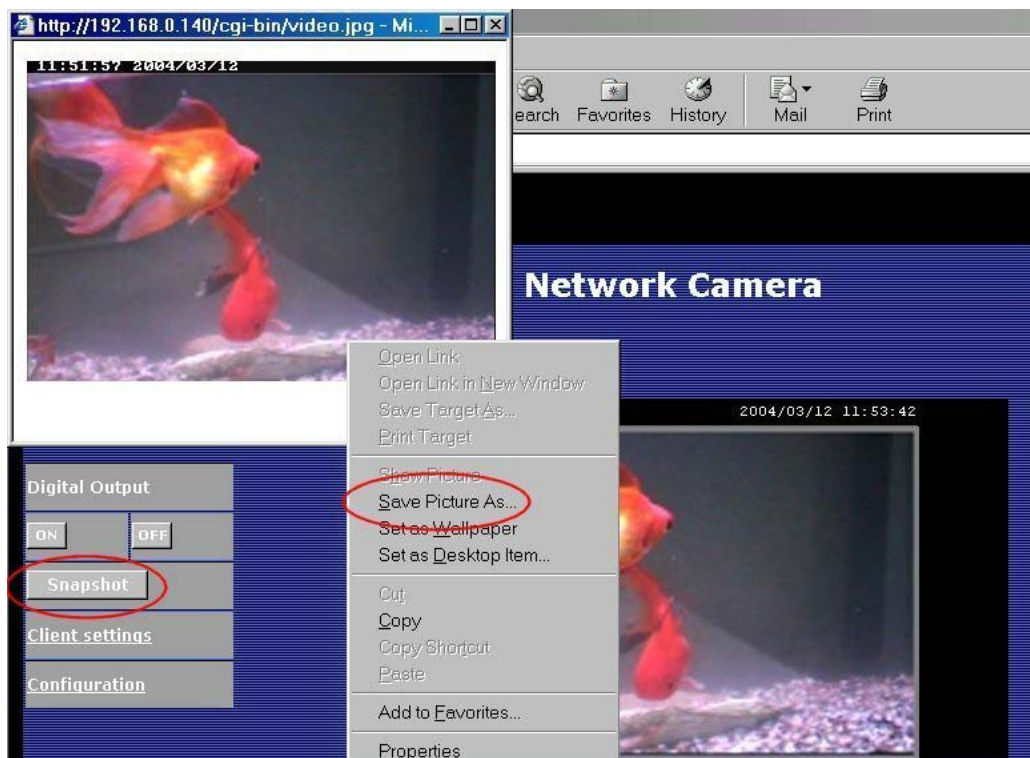 http://192.168.0.140/cgi-bin/video.jpg - Mi...
11:51:57 2004/03/12
earch Favorites History Mail Print
Network Camera
2004/03/12 11:53:42
Open Link
Open Link in New Window
Save Target As...
Print Target
Show Picture
Save Picture As...
Set as Wallpaper
Set as Desktop Item...
Cut
Copy
Copy Shortcut
Paste
Add to Favorites...
Properties
Digital Output
ON OFF
Snapshot
Client settings
Configuration